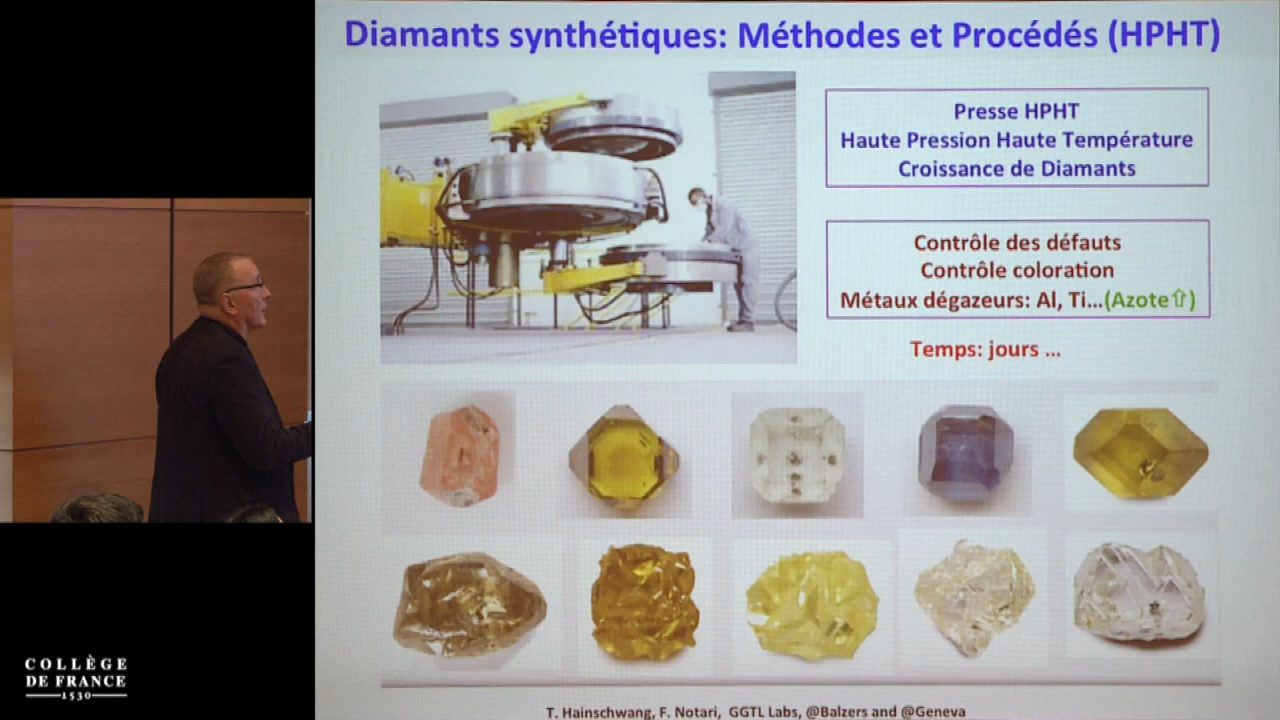 Diamants synthétiques: Méthodes et Procédés (HPHT)
Presse HPHT
Haute Pression Haute Température
Croissance de Diamants
Contrôle des défauts
Contrôle coloration
Métaux dégazeurs: Al, Ti...(Azote⇧)
Temps: jours ...
T. Hainschwang, F. Notari, GGTL Labs, @Balzers and @Geneva
COLLÈGE
DE FRANCE
1530